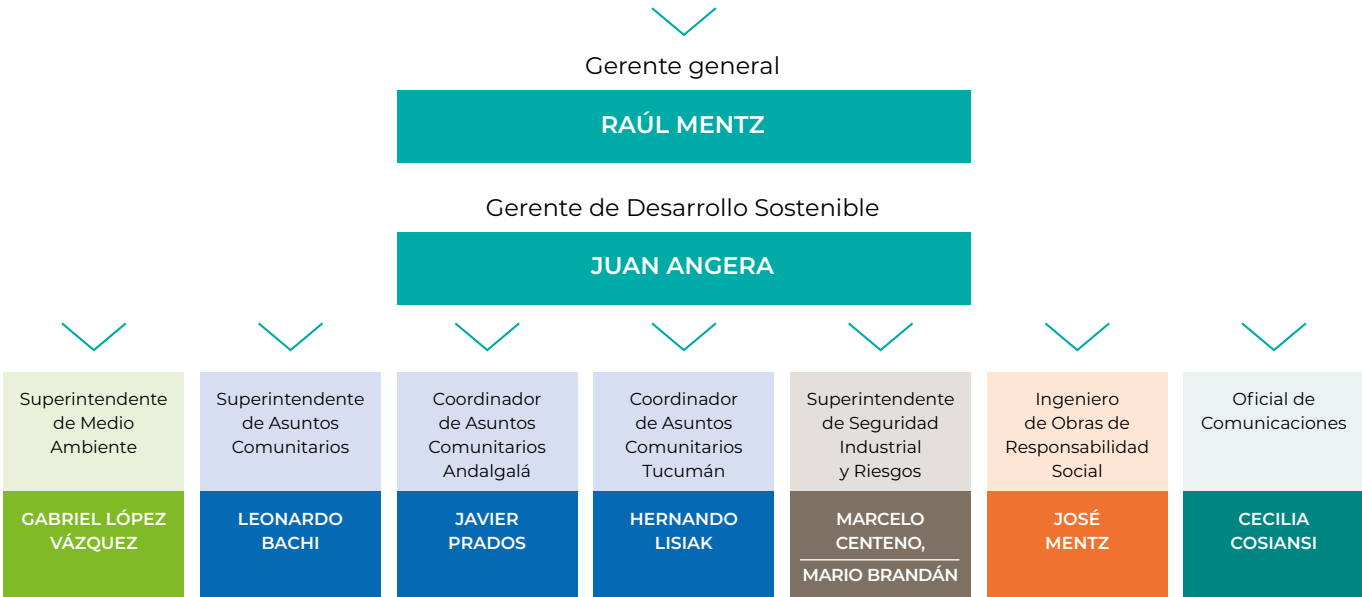 Gerente general
RAÚL MENTZ
Gerente de Desarrollo Sostenible
JUAN ANGERA
Superintendente
de Medio
Ambiente
GABRIEL LÓPEZ
VÁZQUEZ
Superintendente
de Asuntos
Comunitarios
LEONARDO
BACHI
Coordinador
de Asuntos
Comunitarios
Andalgalá
JAVIER
PRADOS
Coordinador
de Asuntos
Comunitarios
Tucumán
HERNANDO
LISIAK
Superintendente
de Seguridad
Industrial
y Riesgos
MARCELO
CENTENO,
MARIO BRANDÁN
Ingeniero
de Obras de
Responsabilidad
Social
JOSÉ
MENTZ
Oficial de
Comunicaciones
CECILIA
COSIANSI